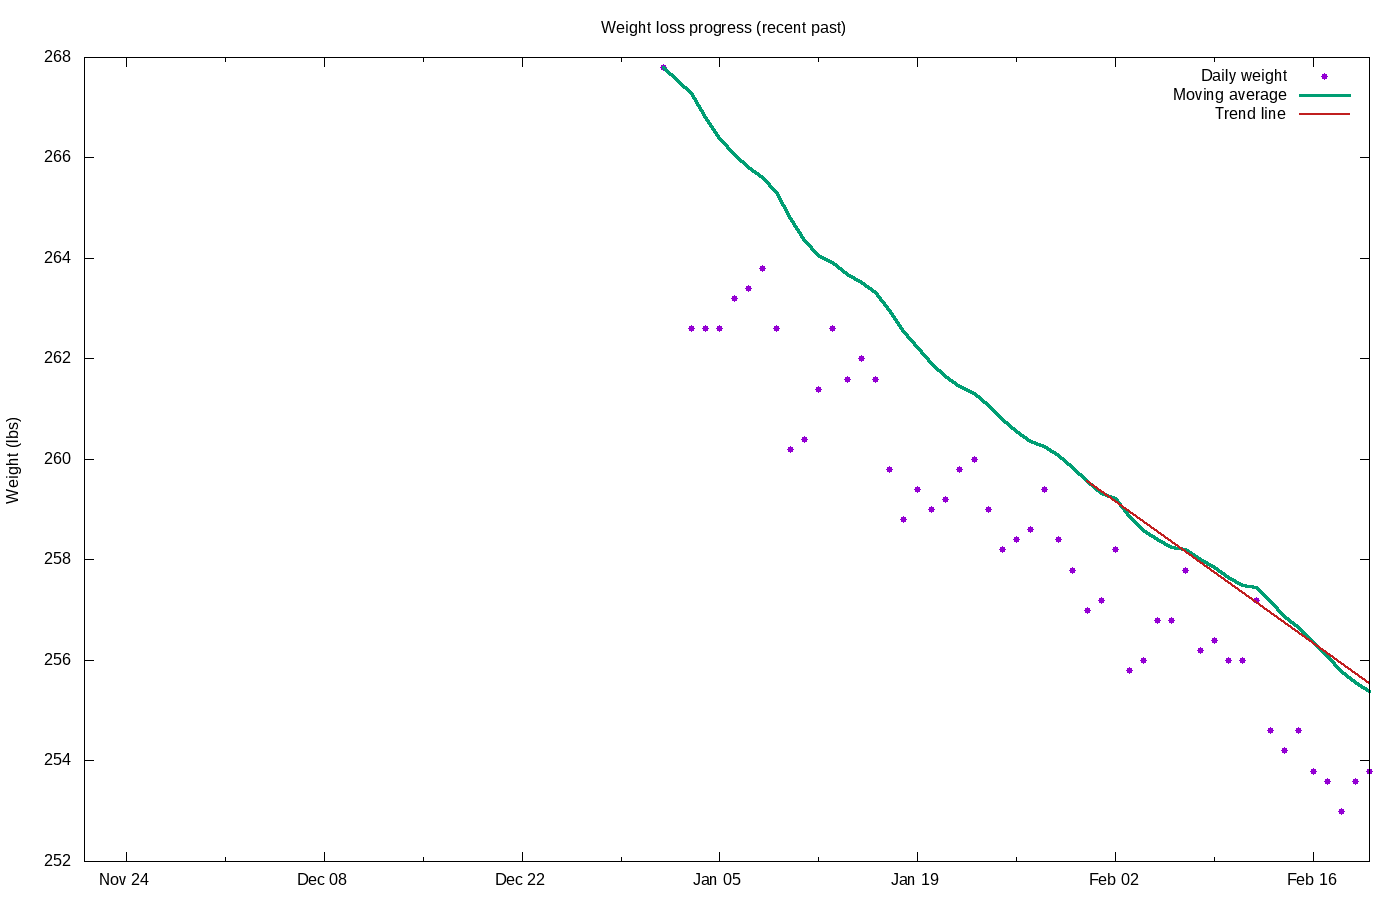 Weight loss progress (recent past)
268
266
264
262
260
258
256
254
252
Weight (lbs)
Daily weight
Moving average
Trend line
Nov 24
Dec 08
Dec 22
Jan 05
Jan 19
Feb 02
Feb 16